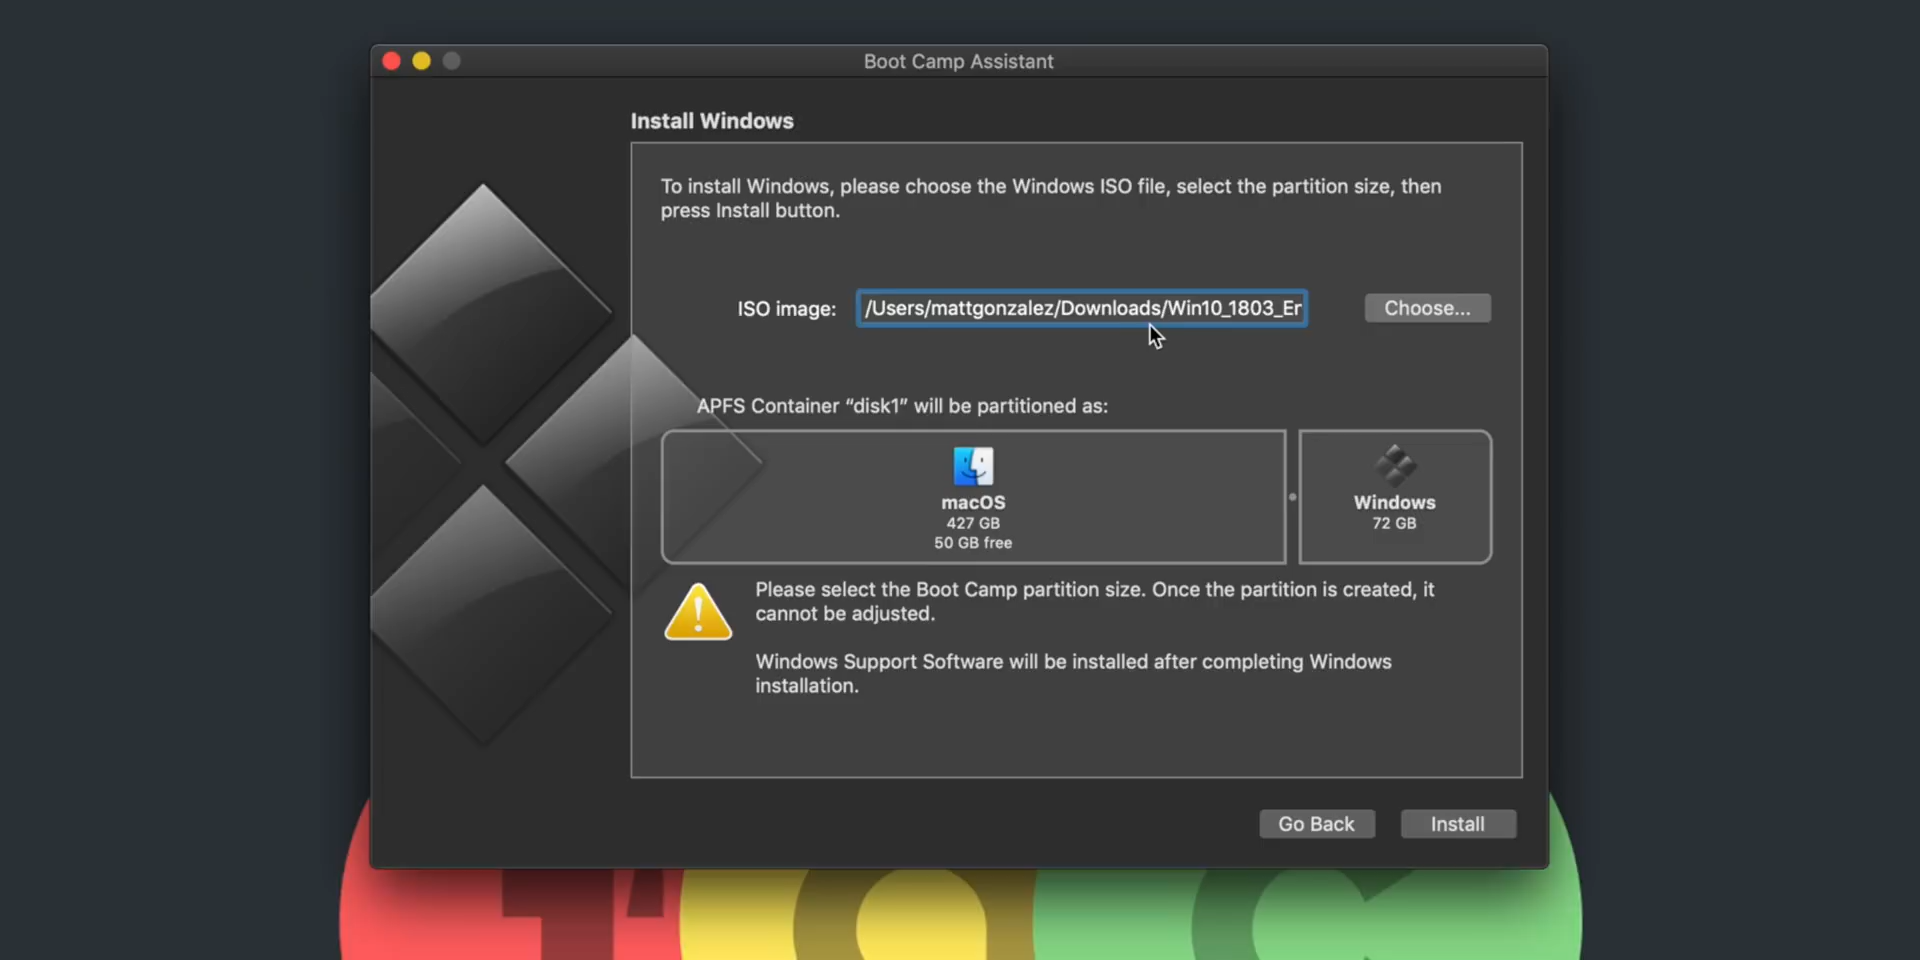 Boot Camp Assistant
Install Windows
To install Windows, please choose the Windows ISO file, select the partition size, then
press Install button.
ISO image: /Users/mattgonzalez/Downloads/Win10_1803_Er Choose...
APFS Container “disk1” will be partitioned as:
macOS
427 GB
50 GB free
Windows
72 GB
Please select the Boot Camp partition size. Once the partition is created, it
cannot be adjusted.
Windows Support Software will be installed after completing Windows
installation.
Go Back Install